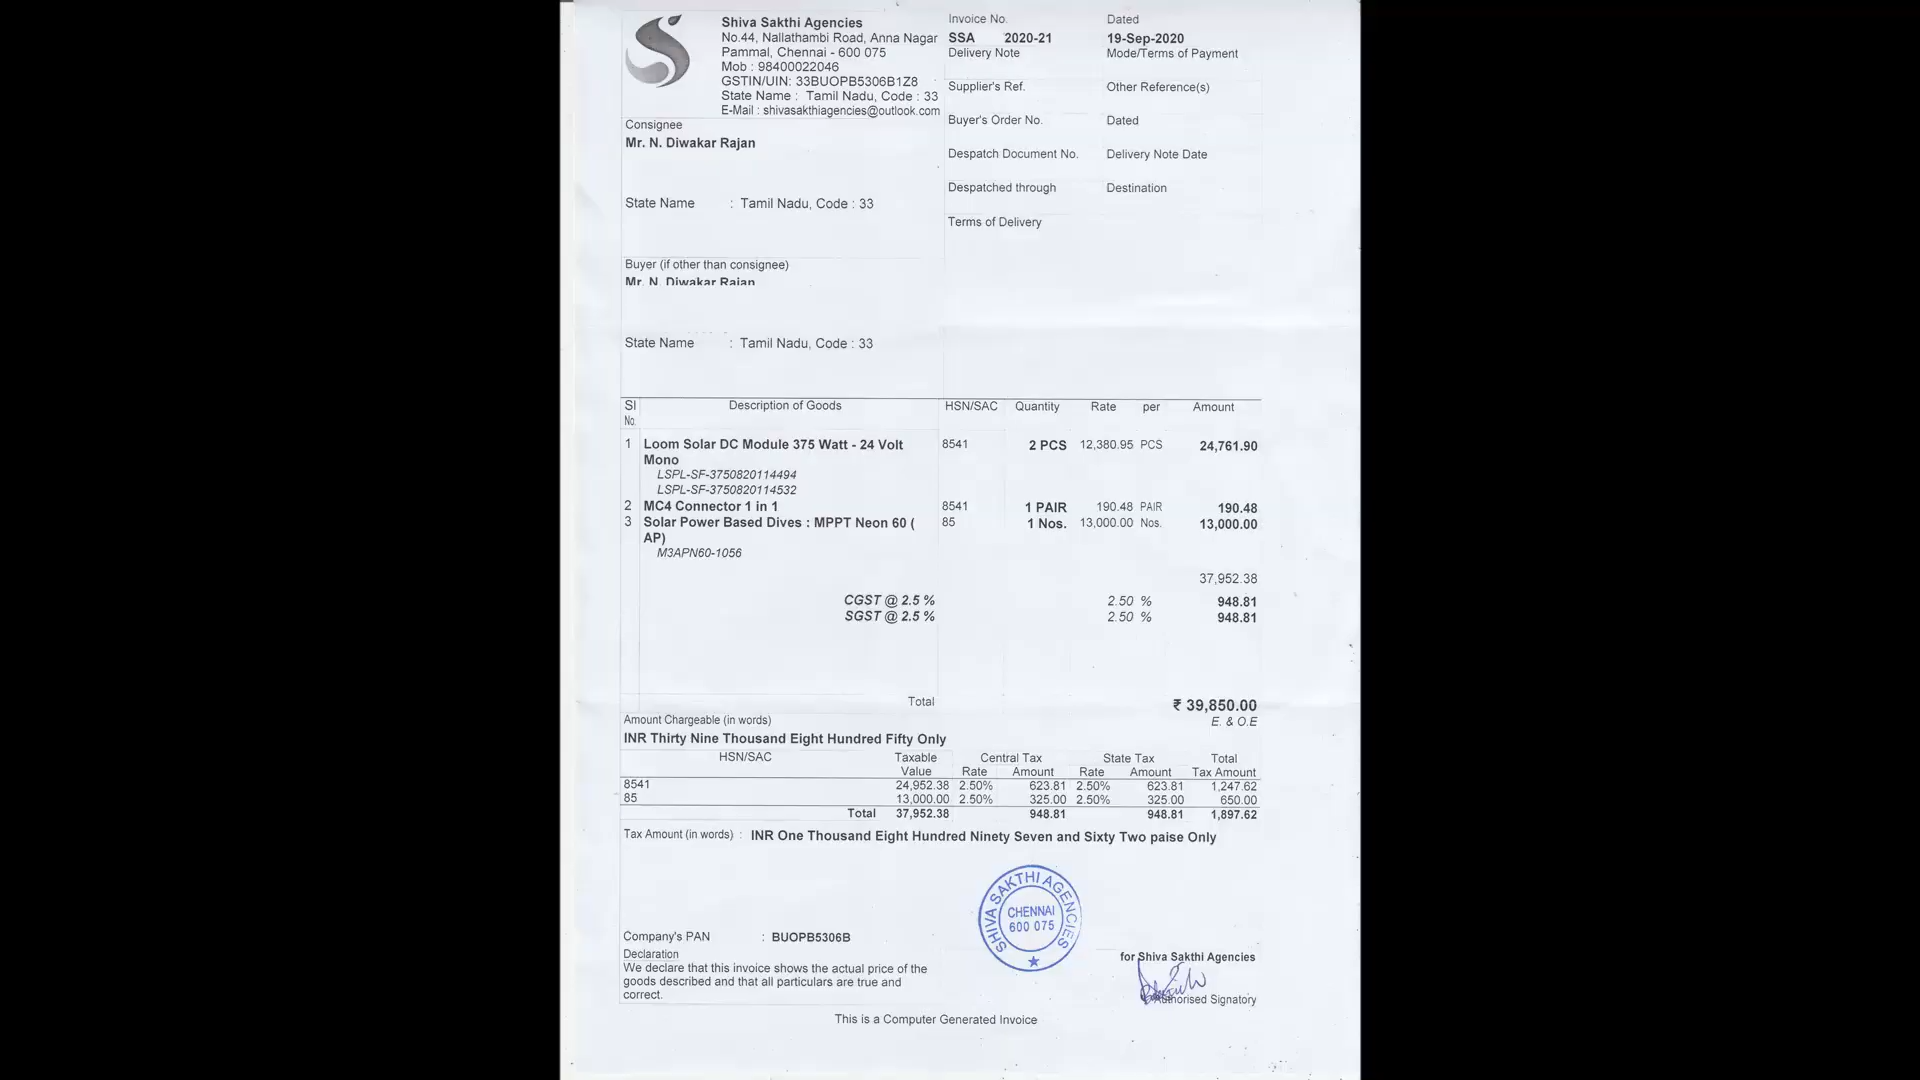 Shiva Sakthi Agencies
No.44, Nallathambi Road, Anna Nagar
Pammal, Chennai - 600 075
Mob : 98400022046
GSTIN/UIN: 33BUOPB5306B1Z8
State Name : Tamil Nadu, Code : 33
E-Mail : shivasakthiagencies@outlook.com
Invoice No. Dated
SSA 2020-21 19-Sep-2020
Delivery Note Mode/Terms of Payment
Supplier's Ref. Other Reference(s)
Buyer's Order No. Dated
Despatch Document No. Delivery Note Date
Despatched through Destination
Terms of Delivery
Consignee
Mr. N. Diwakar Rajan
State Name : Tamil Nadu, Code : 33
Buyer (if other than consignee)
Mr. N. Diwakar Rajan
State Name : Tamil Nadu, Code : 33
Sl No. Description of Goods HSN/SAC Quantity Rate per Amount
1 Loom Solar DC Module 375 Watt - 24 Volt 8541 2 PCS 12,380.95 PCS 24,761.90
Mono
LSPL-SF-3750820114494
LSPL-SF-3750820114532
2 MC4 Connector 1 in 1 8541 1 PAIR 190.48 PAIR 190.48
3 Solar Power Based Dives : MPPT Neon 60 ( 85 1 Nos. 13,000.00 Nos. 13,000.00
AP)
M3APN60-1056
37,952.38
CGST @ 2.5 % 2.50 % 948.81
SGST @ 2.5 % 2.50 % 948.81
Total ₹ 39,850.00
Amount Chargeable (in words) E. & O.E
INR Thirty Nine Thousand Eight Hundred Fifty Only
HSN/SAC Taxable Central Tax State Tax Total
Value Rate Amount Rate Amount Tax Amount
8541 24,952.38 2.50% 623.81 2.50% 623.81 1,247.62
85 13,000.00 2.50% 325.00 2.50% 325.00 650.00
Total 37,952.38 948.81 948.81 1,897.62
Tax Amount (in words) : INR One Thousand Eight Hundred Ninety Seven and Sixty Two paise Only
SHIVA SAKTHI AGENCIES
CHENNAI
600 075
Company's PAN : BUOPB5306B
Declaration
We declare that this invoice shows the actual price of the
goods described and that all particulars are true and
correct.
for Shiva Sakthi Agencies
Authorised Signatory
This is a Computer Generated Invoice